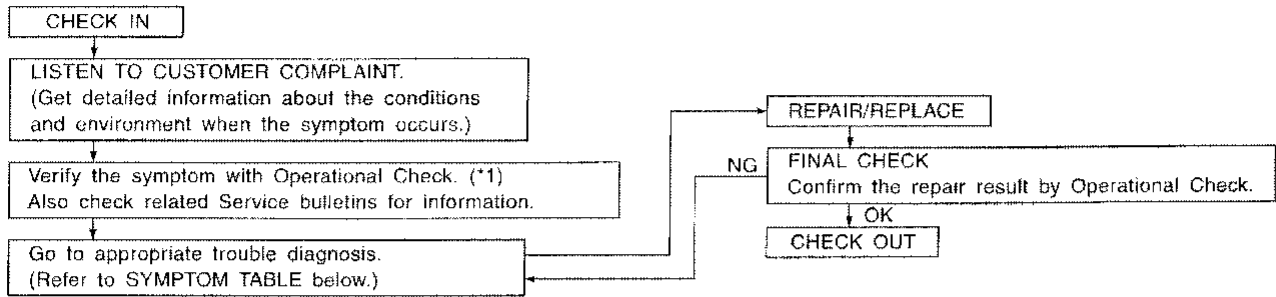 CHECK IN
LISTEN TO CUSTOMER COMPLAINT.
(Get detailed information about the conditions
and environment when the symptom occurs.)
Verify the symptom with Operational Check. (*1)
Also check related Service bulletins for information.
Go to appropriate trouble diagnosis.
(Refer to SYMPTOM TABLE below.)
REPAIR/REPLACE
NG
FINAL CHECK
Confirm the repair result by Operational Check.
OK
CHECK OUT